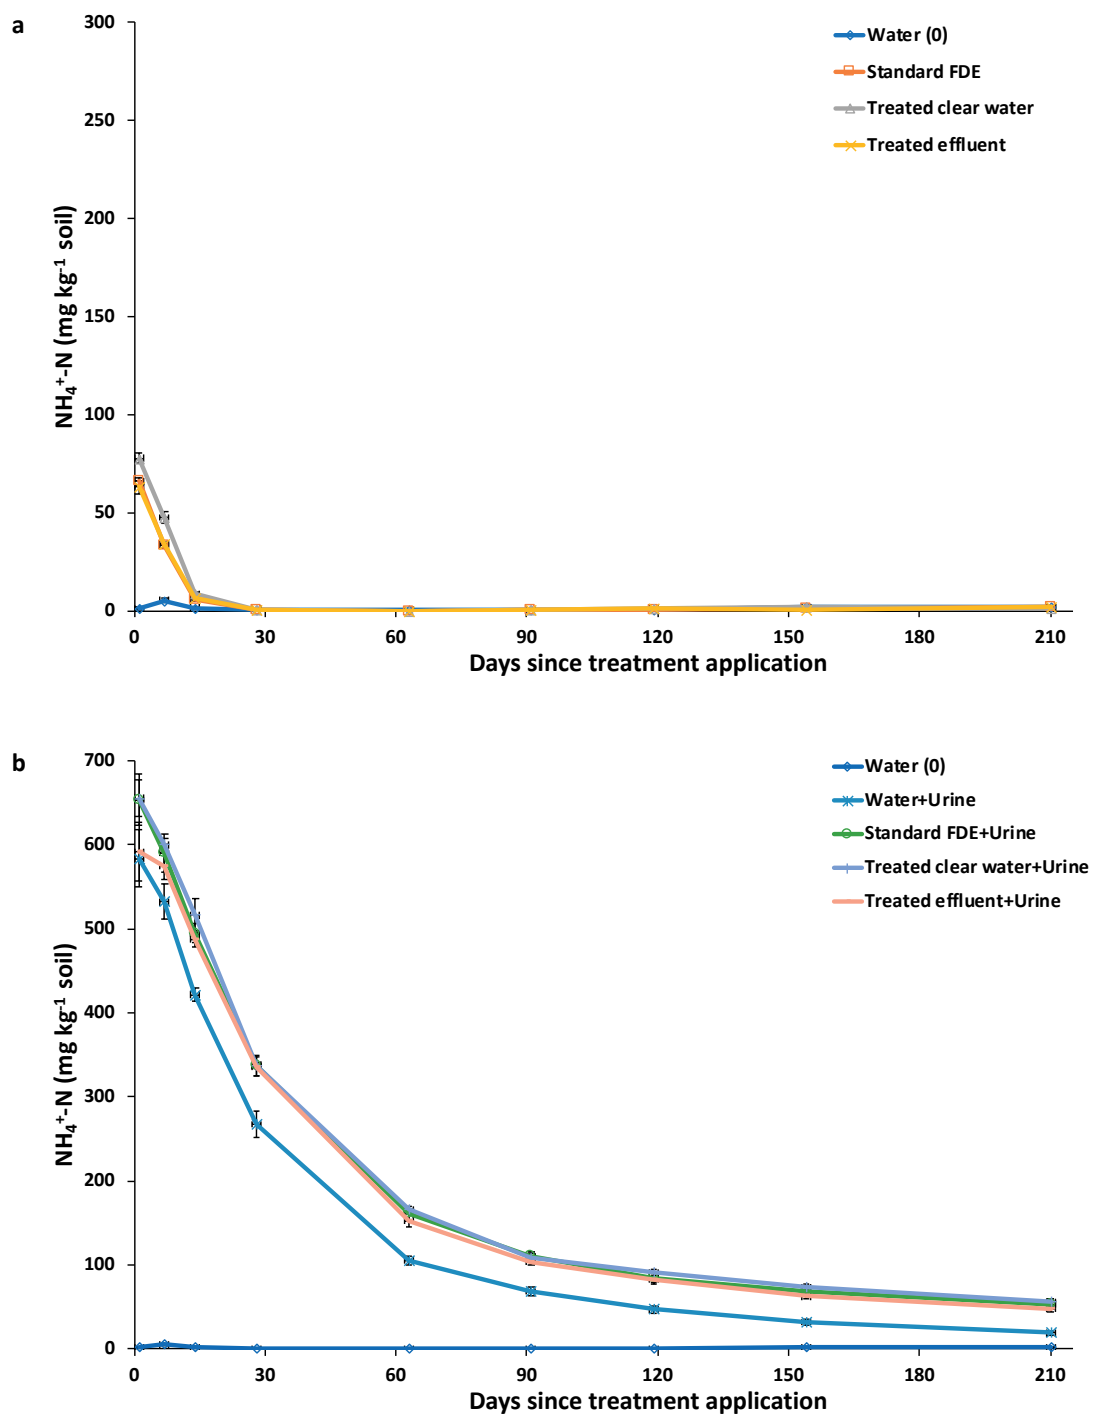 a
300
250
200
150
100
50
0
NH₄⁺-N (mg kg⁻¹ soil)
Water (0)
Standard FDE
Treated clear water
Treated effluent
0 30 60 90 120 150 180 210
Days since treatment application
b
700
600
500
400
300
200
100
0
NH₄⁺-N (mg kg⁻¹ soil)
Water (0)
Water+Urine
Standard FDE+Urine
Treated clear water+Urine
Treated effluent+Urine
0 30 60 90 120 150 180 210
Days since treatment application